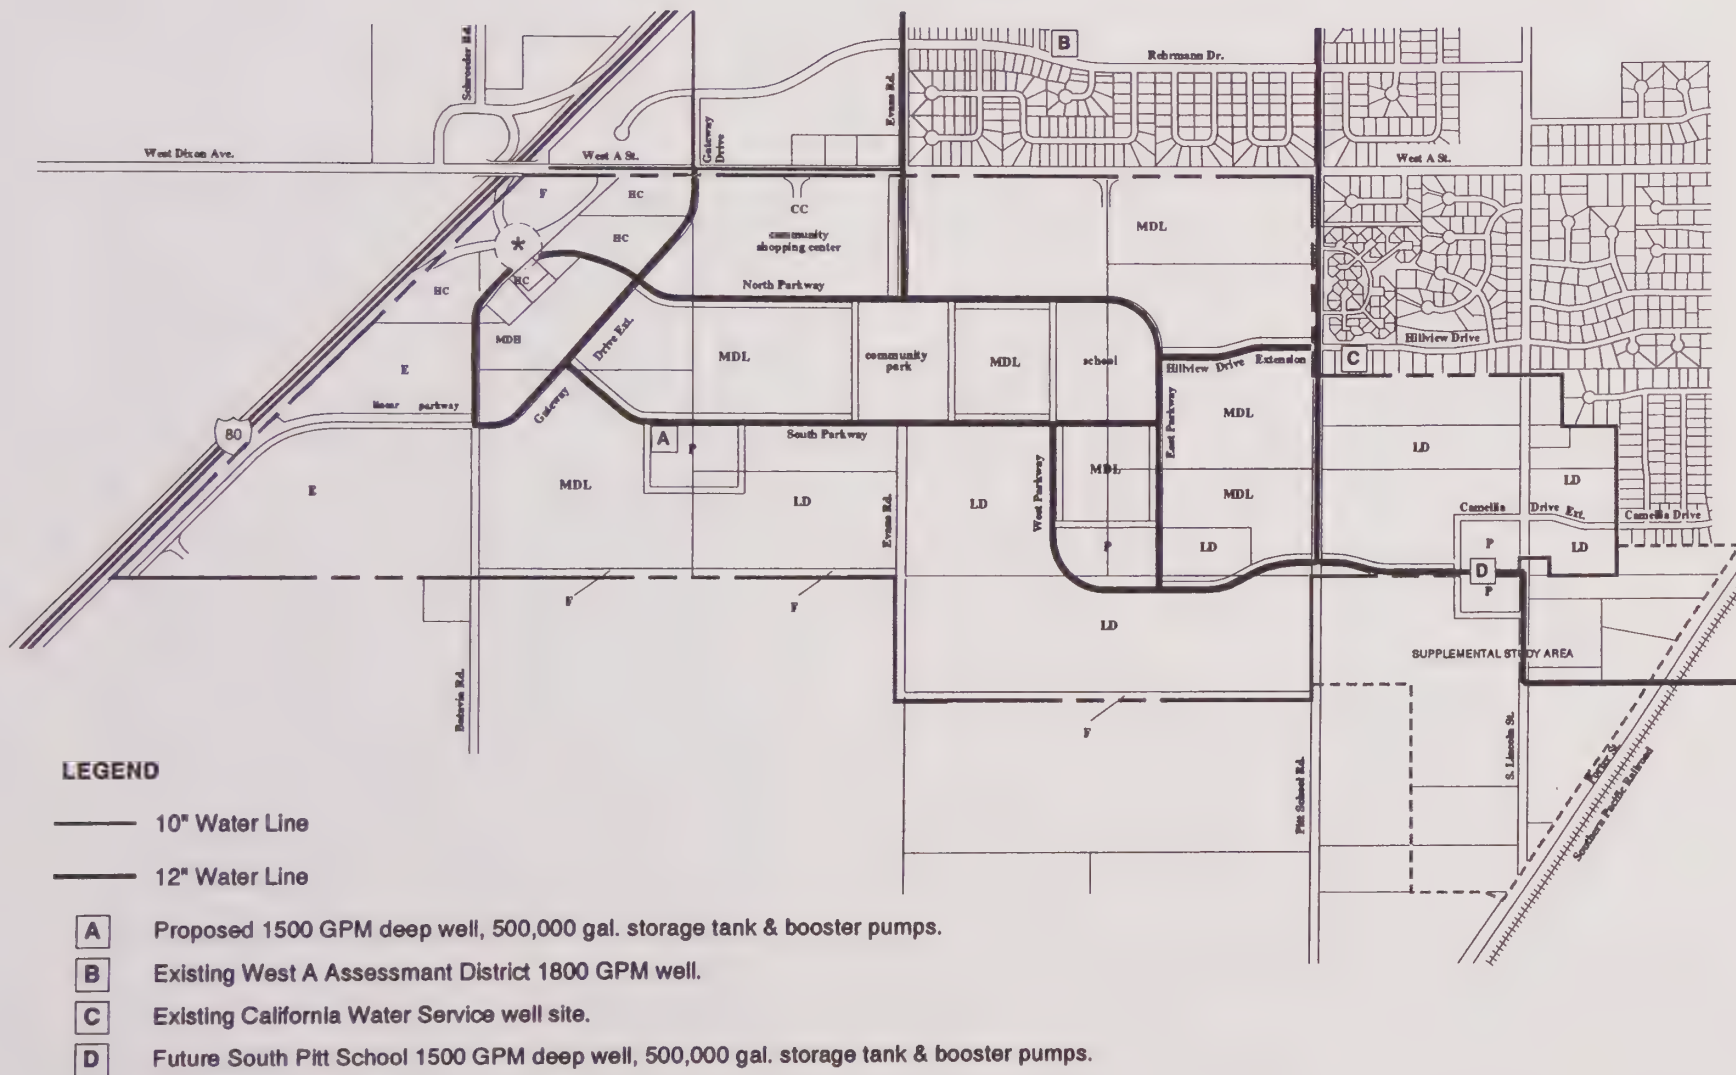 Schroeder Rd.
B
Rehrmann Dr.
Evans Rd.
Gateway
Drive
West Dixon Ave.
West A St.
West A St.
F
HC
CC
community
shopping center
MDL
HC
*
HC
HC
North Parkway
MDH
Drive Ext.
MDL
community
park
MDL
school
Hillview Drive Extension
C
Hillview Drive
E
linear parkway
Gateway
80
A
P
South Parkway
East Parkway
MDL
LD
E
MDL
LD
Evans Rd.
LD
West Parkway
MDL
MDL
LD
Camellia Drive Ext.
Camellia Drive
P
LD
P
LD
D
P
F
F
LD
SUPPLEMENTAL STUDY AREA
Batavia Rd.
F
Pitt School Rd.
S. Lincoln St.
Porter St.
Southern Pacific Railroad
LEGEND
10" Water Line
12" Water Line
A Proposed 1500 GPM deep well, 500,000 gal. storage tank & booster pumps.
B Existing West A Assessmant District 1800 GPM well.
C Existing California Water Service well site.
D Future South Pitt School 1500 GPM deep well, 500,000 gal. storage tank & booster pumps.